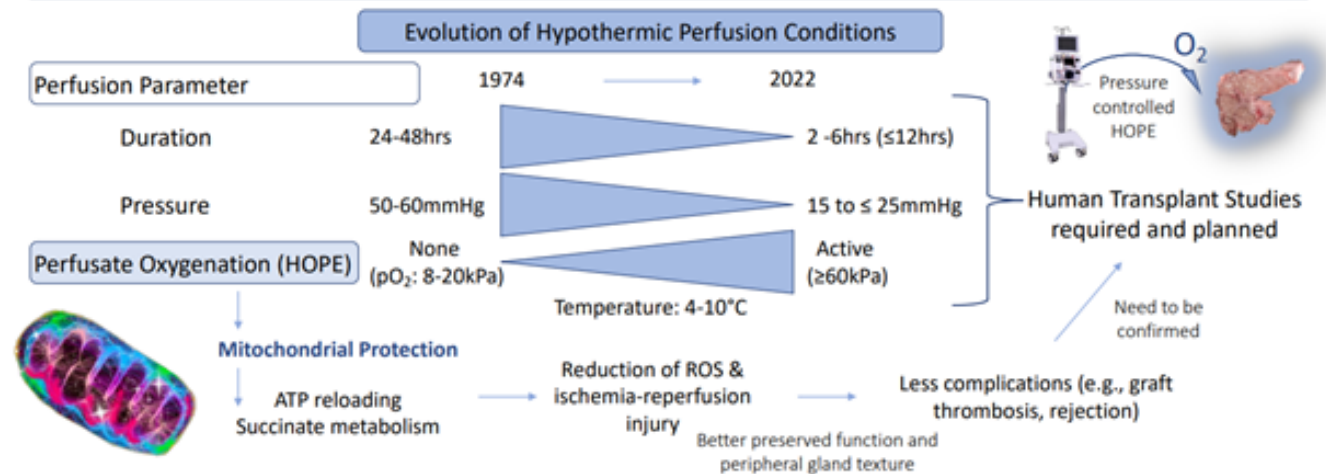 Evolution of Hypothermic Perfusion Conditions
Perfusion Parameter
1974
2022
Duration
24-48hrs
2 -6hrs (≤12hrs)
Pressure
50-60mmHg
15 to ≤ 25mmHg
Perfusate Oxygenation (HOPE)
None
(pO₂: 8-20kPa)
Active
(≥60kPa)
Temperature: 4-10°C
O₂
Pressure
controlled
HOPE
Human Transplant Studies
required and planned
Need to be
confirmed
Mitochondrial Protection
ATP reloading
Succinate metabolism
Reduction of ROS &
ischemia-reperfusion
injury
Better preserved function and
peripheral gland texture
Less complications (e.g., graft
thrombosis, rejection)